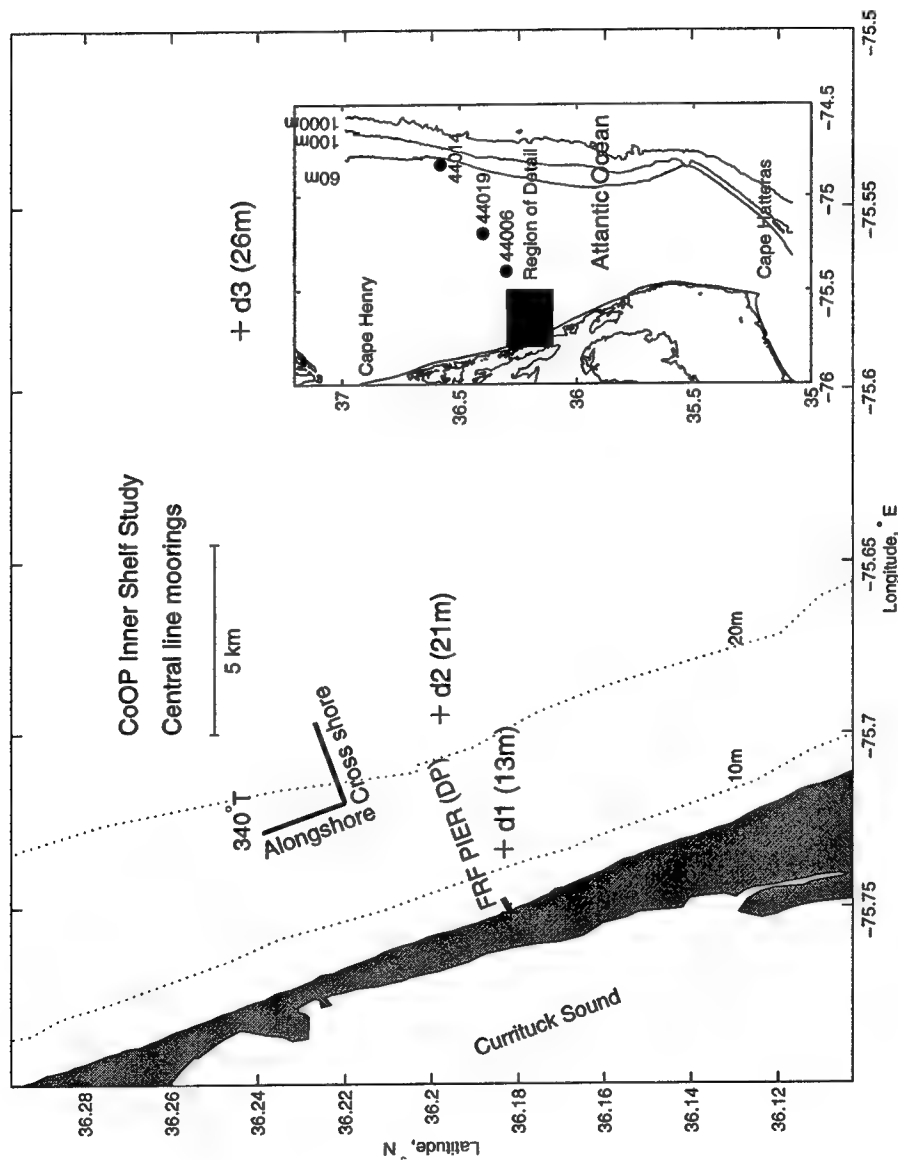 CoOP Inner Shelf Study
Central line moorings
5 km
340°T
Alongshore
Cross shore
+ d3 (26m)
+ d2 (21m)
FRF PIER (DP)
+ d1 (13m)
10m
20m
Currituck Sound
Latitude, °N
36.28
36.26
36.24
36.22
36.2
36.18
36.16
36.14
36.12
−75.75
−75.7
−75.65
−75.6
−75.55
−75.5
Longitude, °E
Cape Henry
60m
100m
1000m
44014
44019
44006
Region of Detail
Atlantic Ocean
Cape Hatteras
37
36.5
36
35.5
35
−76
−75.5
−75
−74.5